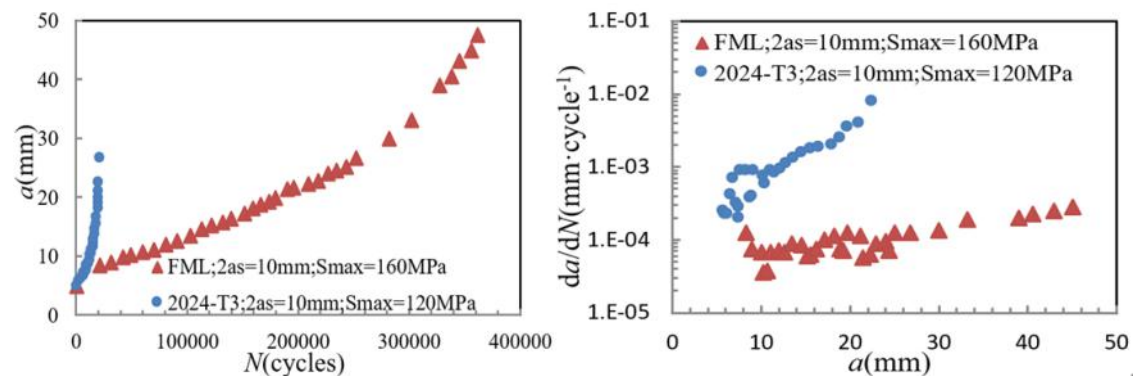 50
40
30
20
10
0
a(mm)
FML;2as=10mm;Smax=160MPa
2024-T3;2as=10mm;Smax=120MPa
0
100000
200000
300000
400000
N(cycles)
1.E-01
1.E-02
1.E-03
1.E-04
1.E-05
da/dN(mm·cycle⁻¹)
FML;2as=10mm;Smax=160MPa
2024-T3;2as=10mm;Smax=120MPa
0
10
20
30
40
50
a(mm)